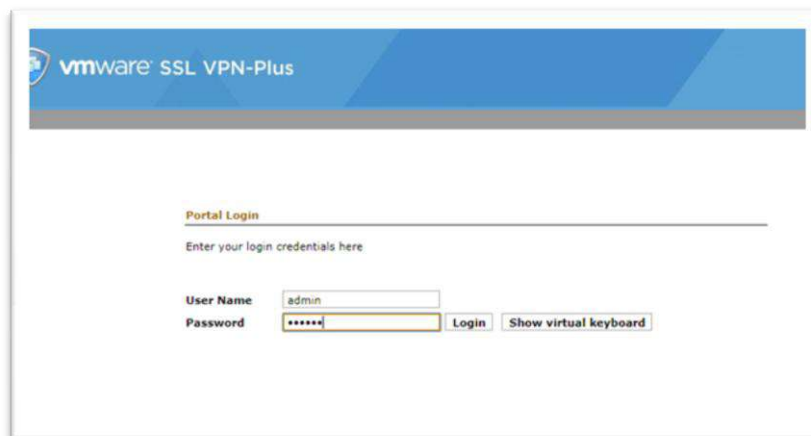 vmware SSL VPN-Plus
Portal Login
Enter your login credentials here
User Name admin
Password •••••• Login Show virtual keyboard